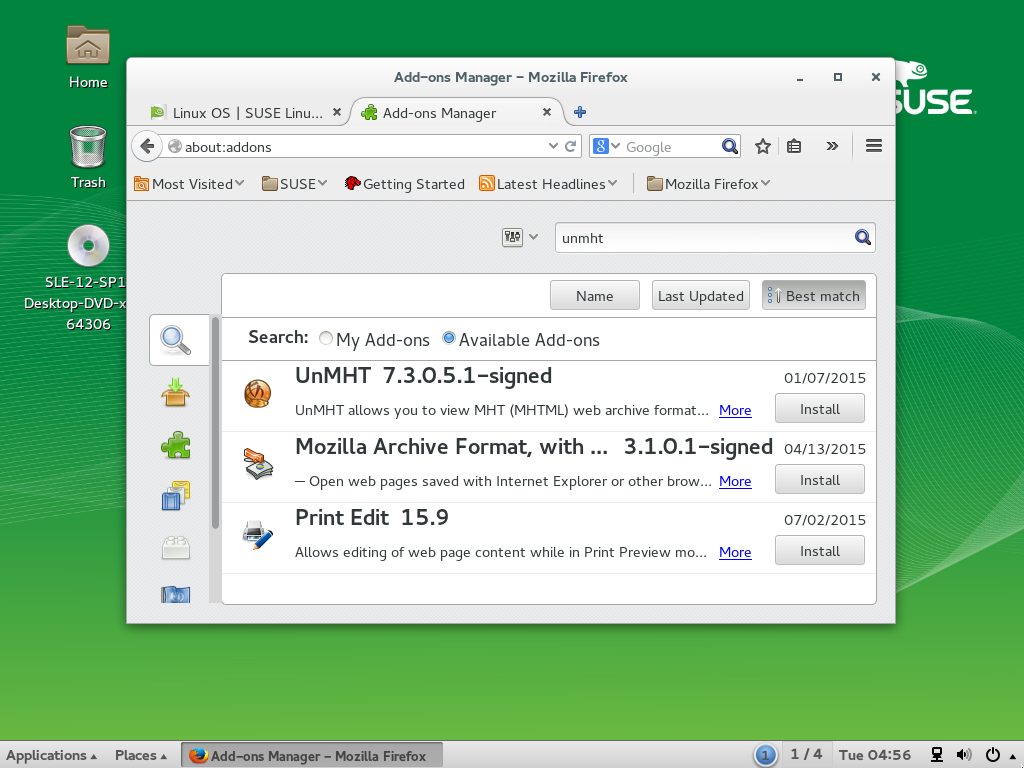 Home
Trash
SLE-12-SP1
Desktop-DVD-x
64306
SUSE
Add-ons Manager - Mozilla Firefox
Linux OS | SUSE Linu...
Add-ons Manager
about:addons
8
Google
Most Visited
SUSE
Getting Started
Latest Headlines
Mozilla Firefox
unmht
Name
Last Updated
Best match
Search:
My Add-ons
Available Add-ons
UnMHT 7.3.0.5.1-signed
01/07/2015
UnMHT allows you to view MHT (MHTML) web archive format...
More
Install
Mozilla Archive Format, with ... 3.1.0.1-signed
04/13/2015
— Open web pages saved with Internet Explorer or other brow...
More
Install
Print Edit 15.9
07/02/2015
Allows editing of web page content while in Print Preview mo...
More
Install
Applications
Places
Add-ons Manager - Mozilla Firefox
1
1 / 4
Tue 04:56